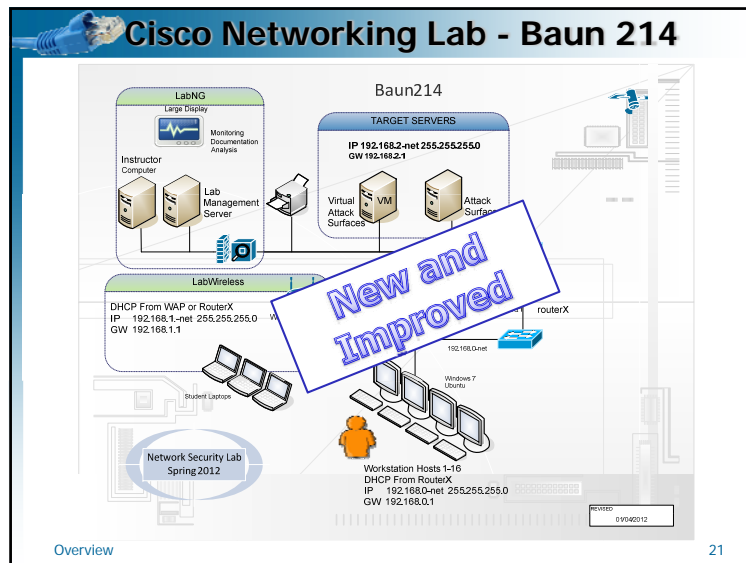 Cisco Networking Lab - Baun 214
Baun214
LabNG
Large Display
Monitoring
Documentation
Analysis
Instructor
Computer
Lab
Management
Server
TARGET SERVERS
IP 192.168.2-net 255.255.255.0
GW 192.168.2.1
Virtual
Attack
Surfaces
VM
Attack
LabWireless
DHCP From WAP or RouterX
IP 192.168.1.-net 255.255.255.0
GW 192.168.1.1
Student Laptops
New and
Improved
routerX
192.168.0-net
Windows 7
Ubuntu
Network Security Lab
Spring 2012
Workstation Hosts 1-16
DHCP From RouterX
IP 192.168.0-net 255.255.255.0
GW 192.168.0.1
REVISED
01/04/2012
Overview
21